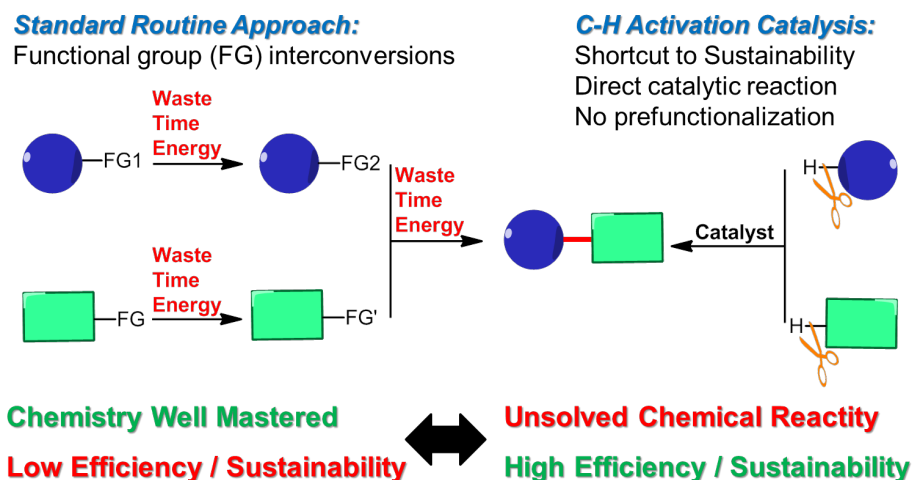 Standard Routine Approach:
Functional group (FG) interconversions
Waste
Time
Energy
FG1
FG2
Waste
Time
Energy
Waste
Time
Energy
FG
FG'
C-H Activation Catalysis:
Shortcut to Sustainability
Direct catalytic reaction
No prefunctionalization
H
Catalyst
H
Chemistry Well Mastered
Low Efficiency / Sustainability
Unsolved Chemical Reactity
High Efficiency / Sustainability